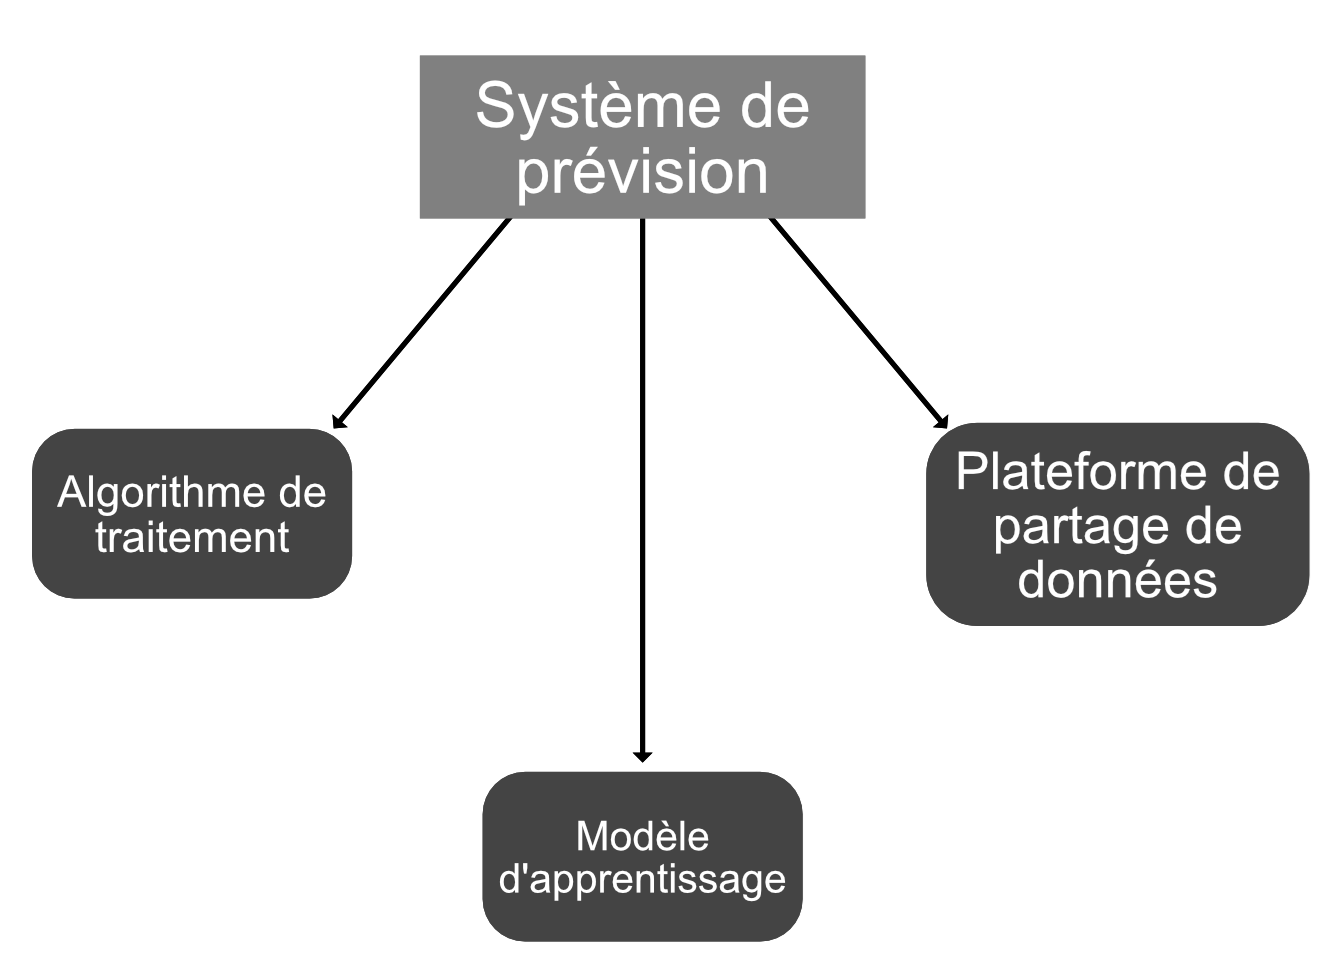 Système de
prévision
Algorithme de
traitement
Plateforme de
partage de
données
Modèle
d'apprentissage